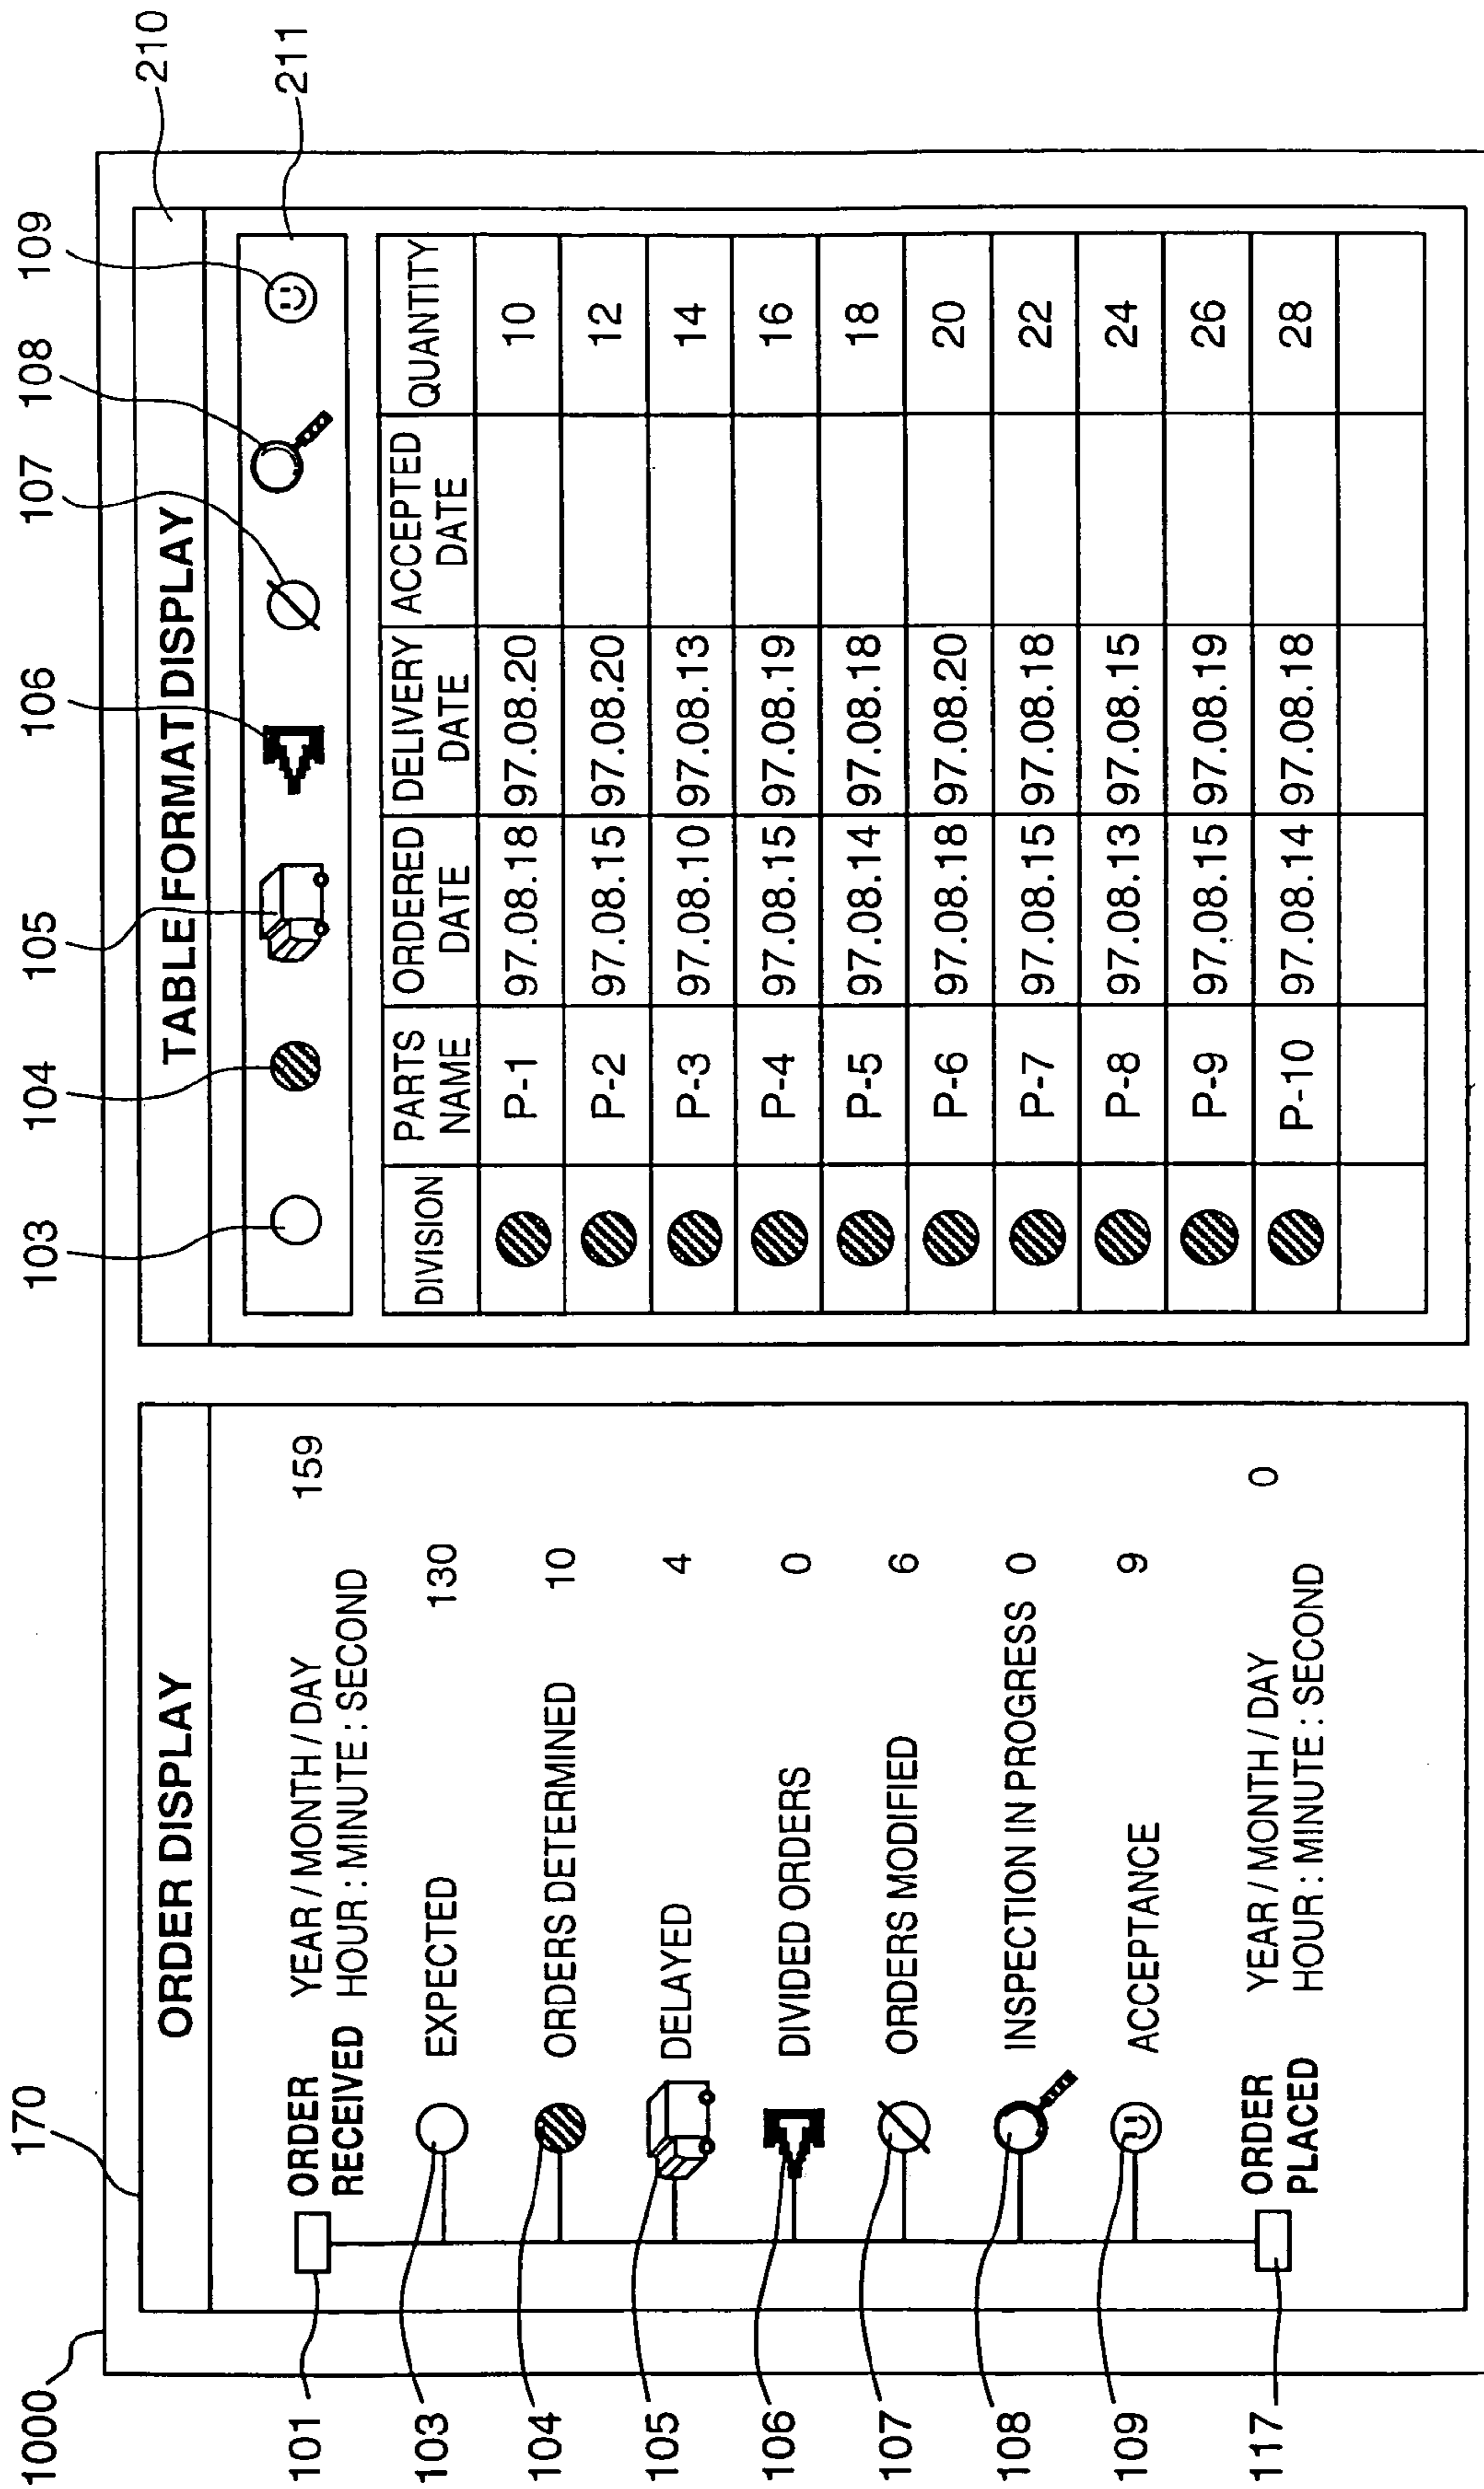 1000
170
ORDER DISPLAY
101
ORDER RECEIVED
YEAR / MONTH / DAY
HOUR : MINUTE : SECOND
159
103
EXPECTED 130
104
ORDERS DETERMINED 10
105
DELAYED 4
106
DIVIDED ORDERS 0
107
ORDERS MODIFIED 6
108
INSPECTION IN PROGRESS 0
109
ACCEPTANCE 9
117
ORDER PLACED
YEAR / MONTH / DAY
HOUR : MINUTE : SECOND
0
103 104 105 106 107 108 109
210
211
TABLE FORMAT DISPLAY
DIVISION PARTS NAME ORDERED DATE DELIVERY DATE ACCEPTED DATE QUANTITY
P-1 97.08.18 97.08.20 10
P-2 97.08.15 97.08.20 12
P-3 97.08.10 97.08.13 14
P-4 97.08.15 97.08.19 16
P-5 97.08.14 97.08.18 18
P-6 97.08.18 97.08.20 20
P-7 97.08.15 97.08.18 22
P-8 97.08.13 97.08.15 24
P-9 97.08.15 97.08.19 26
P-10 97.08.14 97.08.18 28